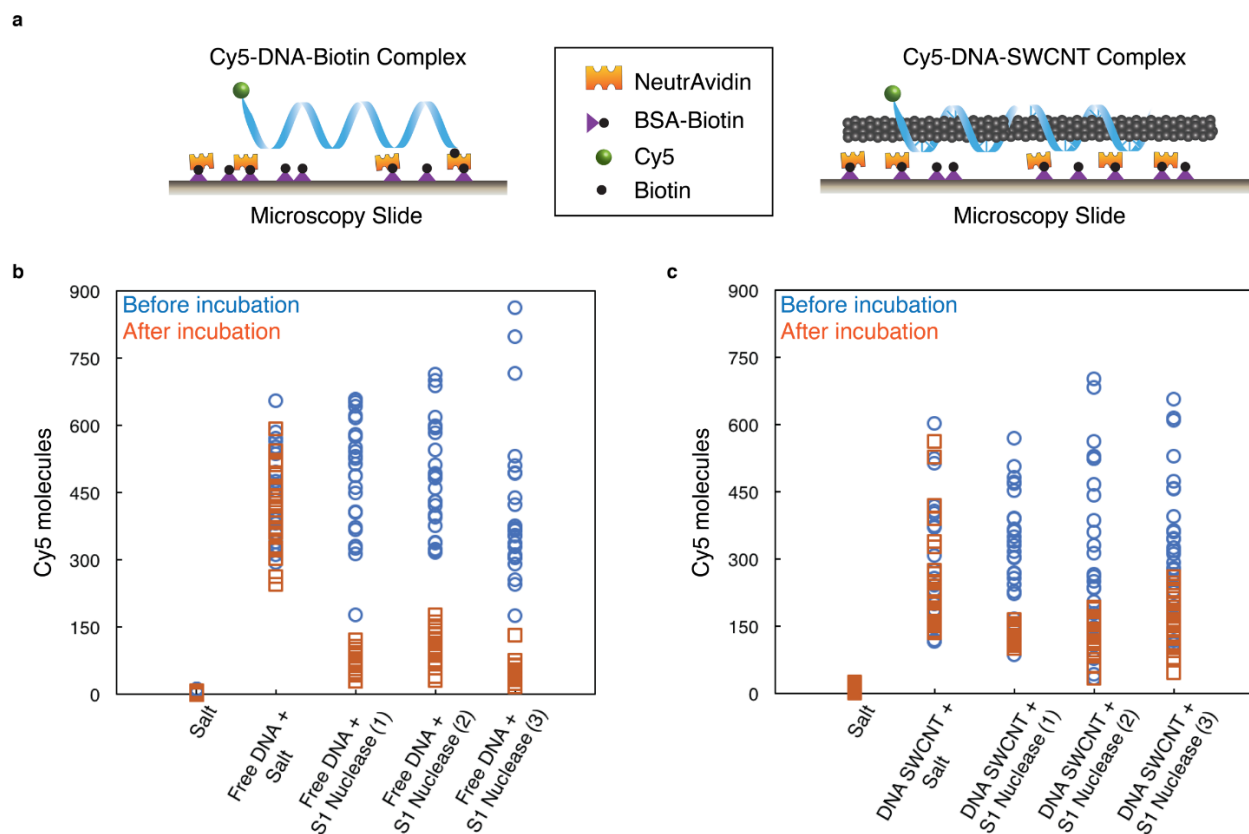 a
Cy5-DNA-Biotin Complex
Microscopy Slide
NeutrAvidin
BSA-Biotin
Cy5
Biotin
Cy5-DNA-SWCNT Complex
Microscopy Slide
b
Before incubation
After incubation
Cy5 molecules
900
750
600
450
300
150
0
Salt
Free DNA +
Salt
Free DNA +
S1 Nuclease (1)
Free DNA +
S1 Nuclease (2)
Free DNA +
S1 Nuclease (3)
c
Before incubation
After incubation
Cy5 molecules
900
750
600
450
300
150
0
Salt
DNA SWCNT +
Salt
DNA SWCNT +
S1 Nuclease (1)
DNA SWCNT +
S1 Nuclease (2)
DNA SWCNT +
S1 Nuclease (3)